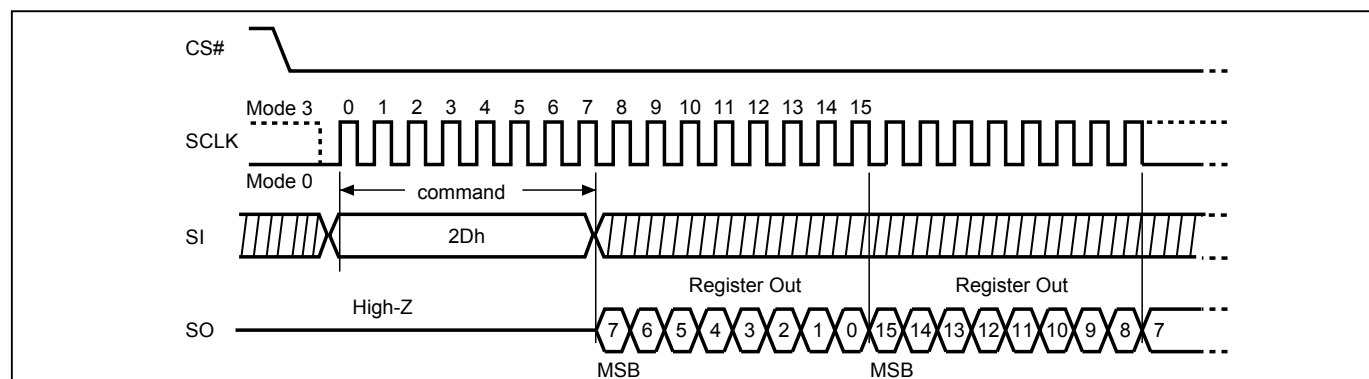 CS#
Mode 3 0 1 2 3 4 5 6 7 8 9 10 11 12 13 14 15
SCLK
Mode 0
command
SI 2Dh
Register Out Register Out
High-Z
SO 7 6 5 4 3 2 1 0 15 14 13 12 11 10 9 8 7
MSB MSB